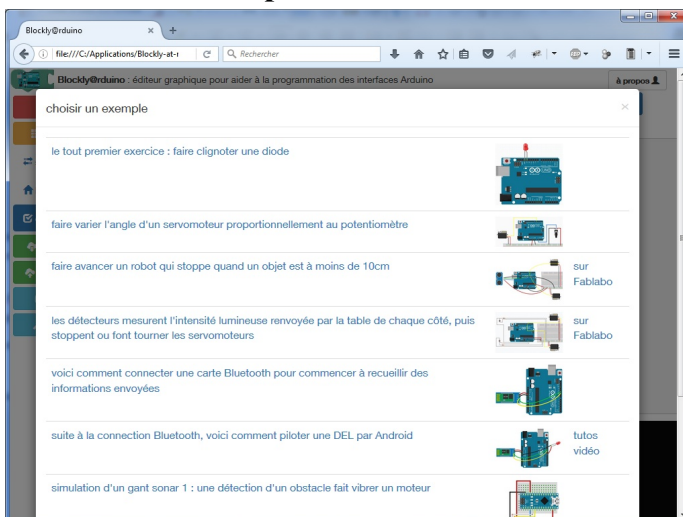 Blockly@rduino
file:///C:/Applications/Blockly-at-r
Rechercher
Blockly@rduino : éditeur graphique pour aider à la programmation des interfaces Arduino
à propos
choisir un exemple
le tout premier exercice : faire clignoter une diode
faire varier l'angle d'un servomoteur proportionnellement au potentiomètre
faire avancer un robot qui stoppe quand un objet est à moins de 10cm
sur
Fablabo
les détecteurs mesurent l'intensité lumineuse renvoyée par la table de chaque côté, puis
stoppent ou font tourner les servomoteurs
sur
Fablabo
voici comment connecter une carte Bluetooth pour commencer à recueillir des
informations envoyées
suite à la connection Bluetooth, voici comment piloter une DEL par Android
tutos
vidéo
simulation d'un gant sonar 1 : une détection d'un obstacle fait vibrer un moteur